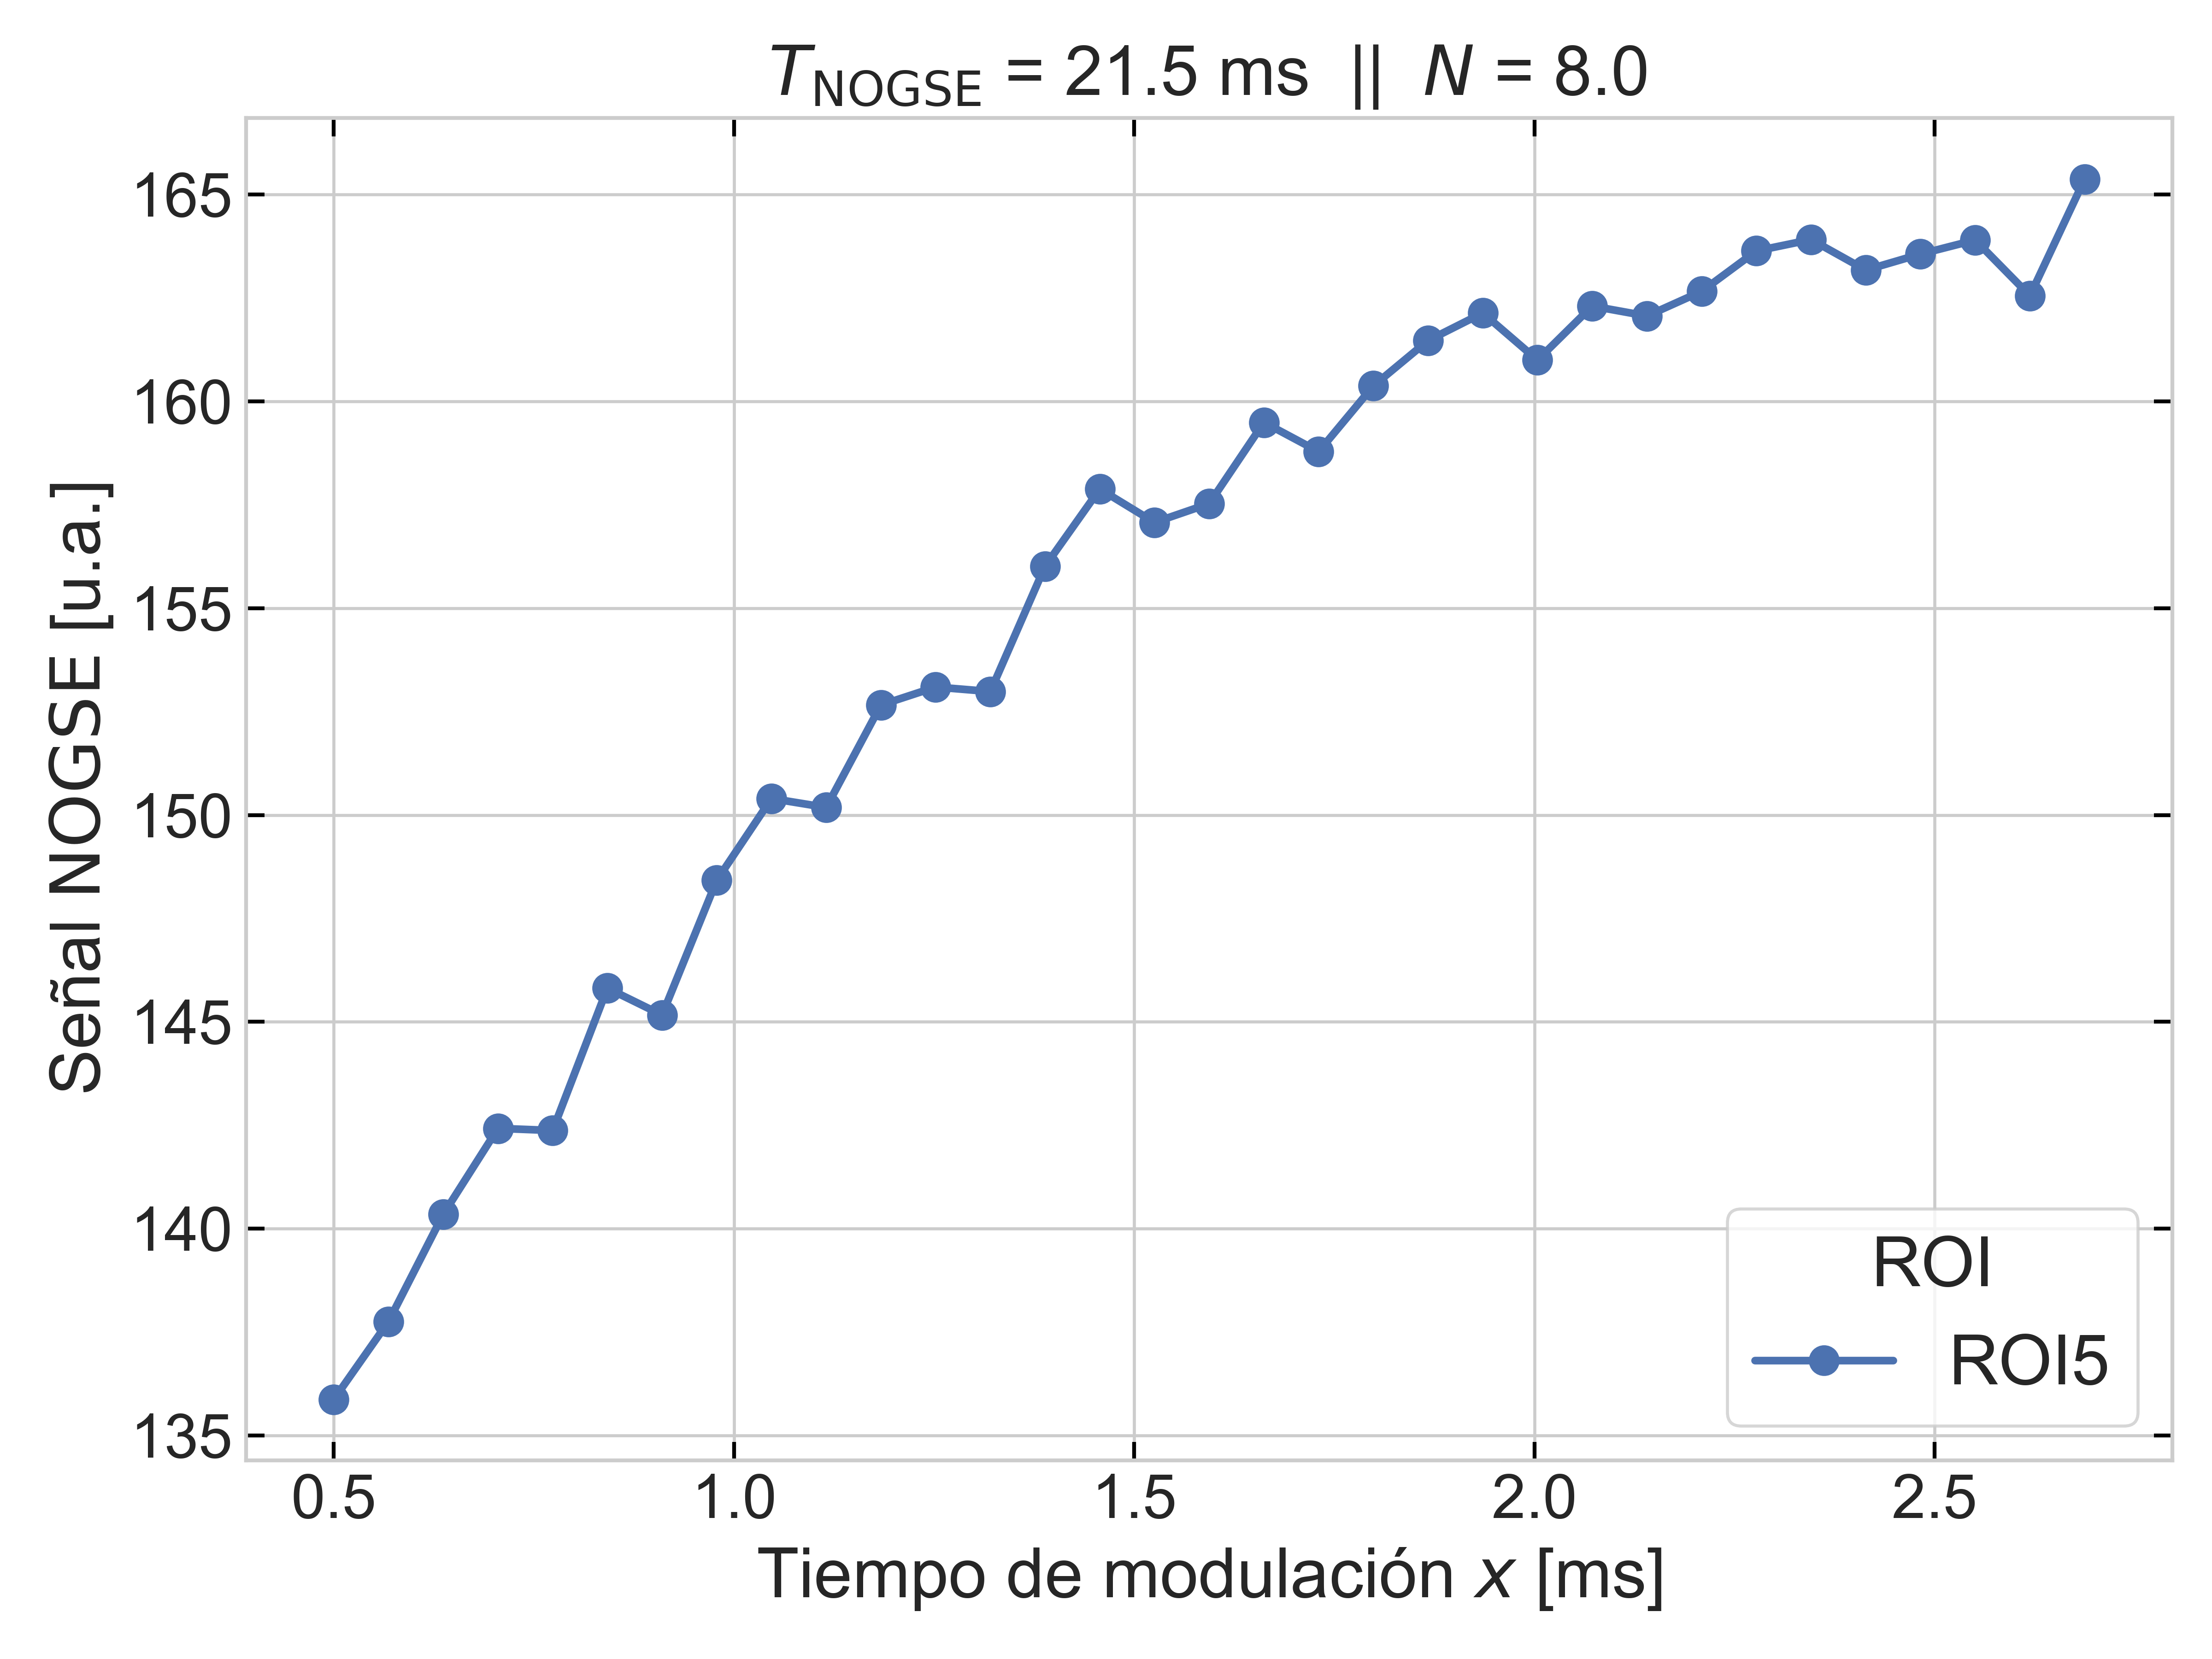 T_NOGSE = 21.5 ms || N = 8.0
Señal NOGSE [u.a.]
165
160
155
150
145
140
135
0.5 1.0 1.5 2.0 2.5
Tiempo de modulación x [ms]
ROI
ROI5